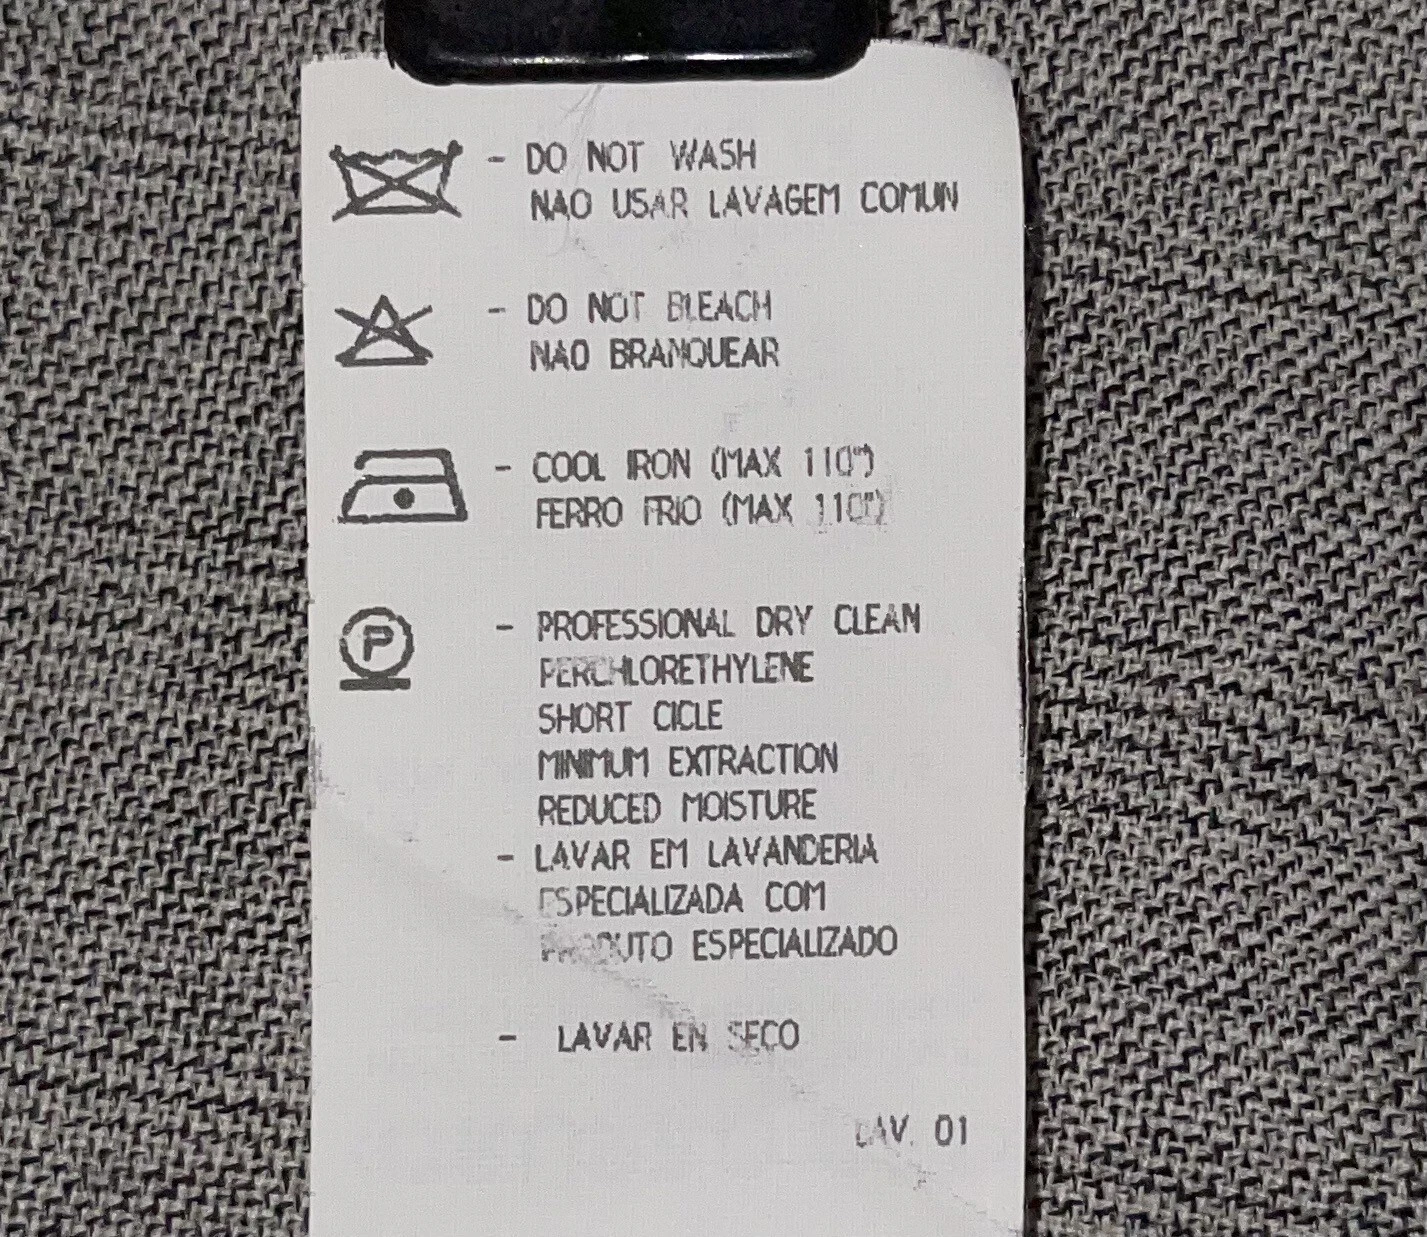 - DO NOT WASH
NAO USAR LAVAGEM COMUN
- DO NOT BLEACH
NAO BRANQUEAR
- COOL IRON (MAX 110°)
FERRO FRIO (MAX 110°)
P
- PROFESSIONAL DRY CLEAN
PERCHLORETHYLENE
SHORT CICLE
MINIMUM EXTRACTION
REDUCED MOISTURE
- LAVAR EM LAVANDERIA
ESPECIALIZADA COM
PRODUTO ESPECIALIZADO
- LAVAR EN SECO
LAV. 01